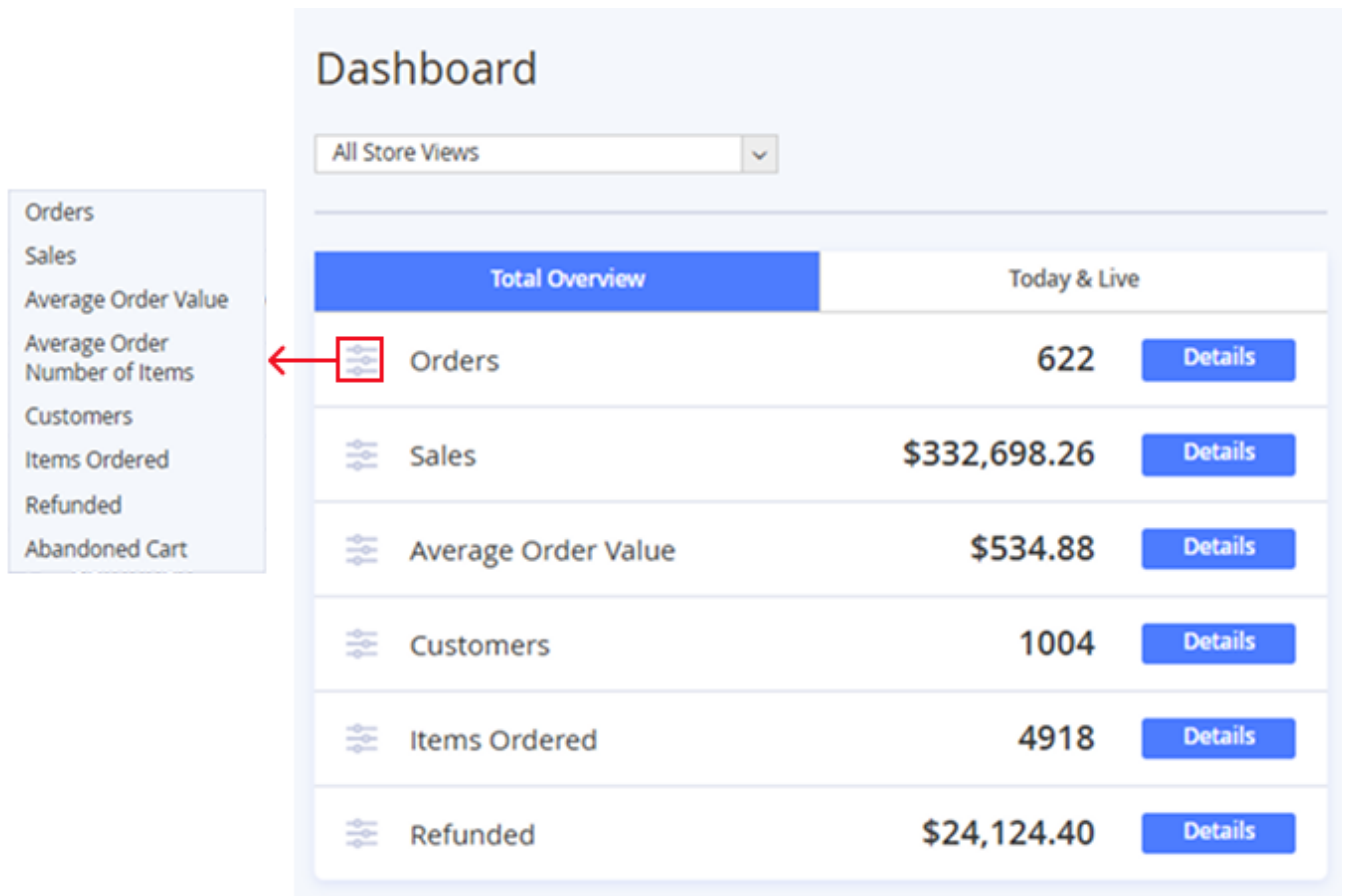 Dashboard
All Store Views
Orders
Sales
Average Order Value
Average Order
Number of Items
Customers
Items Ordered
Refunded
Abandoned Cart
Total Overview Today & Live
Orders 622 Details
Sales $332,698.26 Details
Average Order Value $534.88 Details
Customers 1004 Details
Items Ordered 4918 Details
Refunded $24,124.40 Details